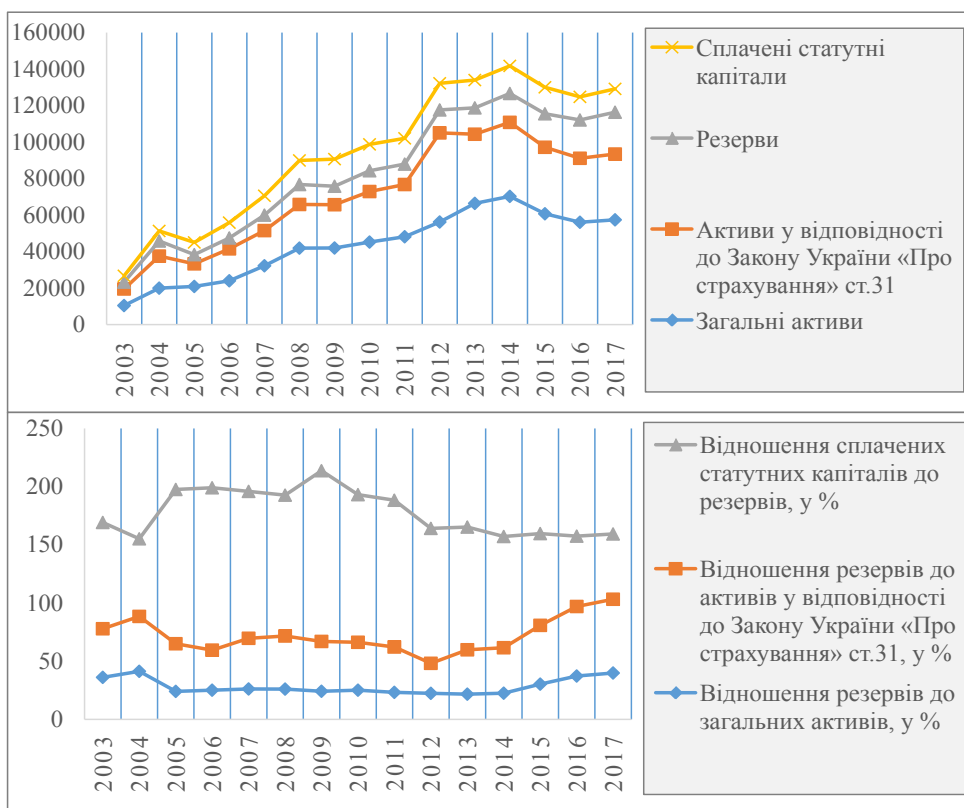 160000
140000
120000
100000
80000
60000
40000
20000
0
2003
2004
2005
2006
2007
2008
2009
2010
2011
2012
2013
2014
2015
2016
2017
Сплачені статутні
капітали
Резерви
Активи у відповідності
до Закону України «Про
страхування» ст.31
Загальні активи
250
200
150
100
50
0
2003
2004
2005
2006
2007
2008
2009
2010
2011
2012
2013
2014
2015
2016
2017
Відношення сплачених
статутних капіталів до
резервів, у %
Відношення резервів до
активів у відповідності
до Закону України «Про
страхування» ст.31, у %
Відношення резервів до
загальних активів, у %